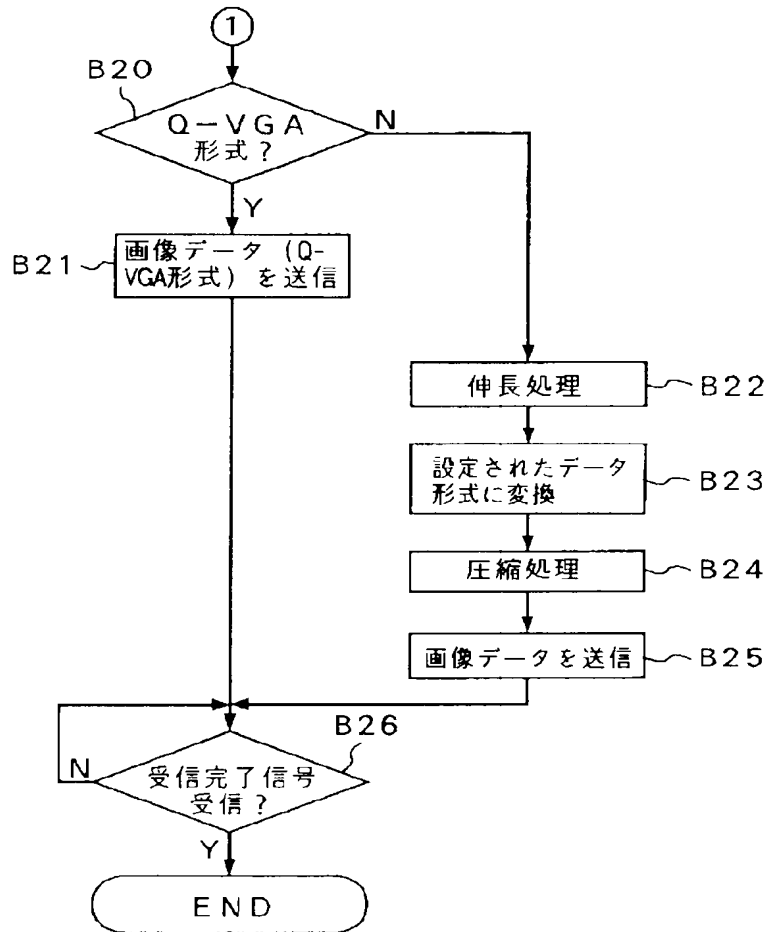 ①
B20
Q-VGA
形式?
N
Y
B21
画像データ(Q-
VGA形式)を送信
伸長処理
B22
設定されたデータ
形式に変換
B23
圧縮処理
B24
画像データを送信
B25
B26
受信完了信号
受信?
N
Y
END